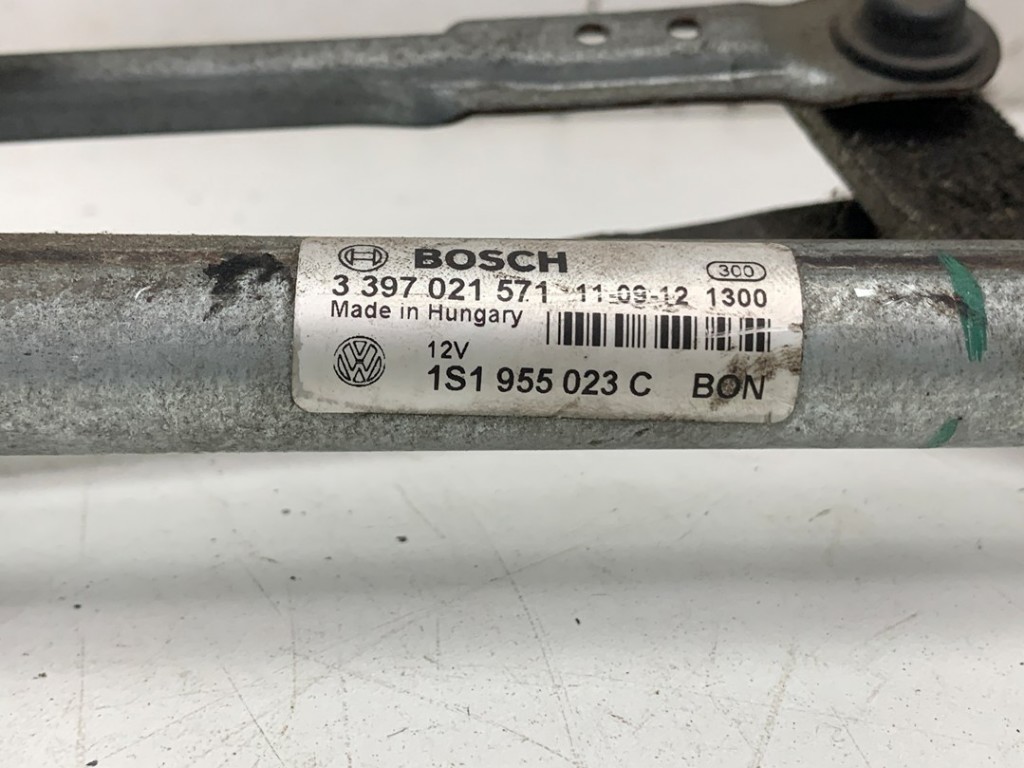 BOSCH
300
3 397 021 571 11-09-12 1300
Made in Hungary
12V
1S1 955 023 C BON